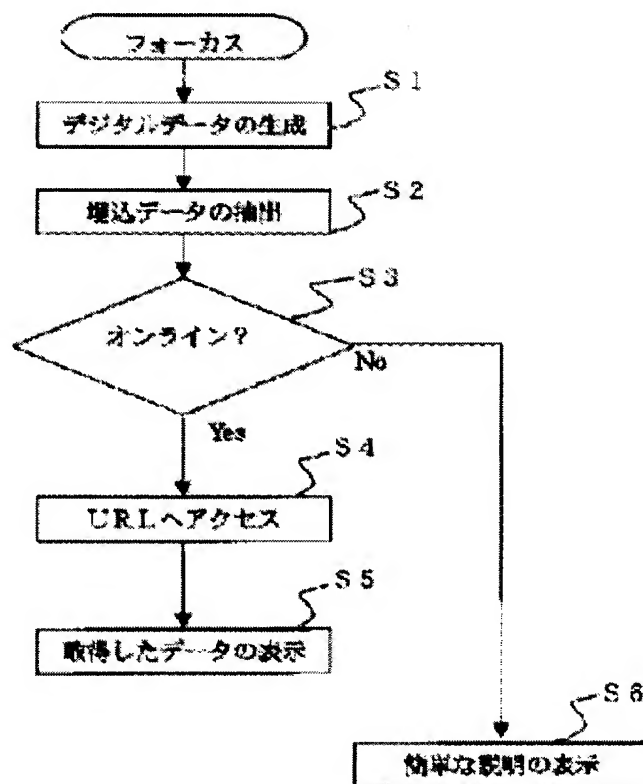 フォーカス
S1
デジタルデータの生成
S2
埋込データの抽出
S3
オンライン?
No
Yes
S4
URLへアクセス
S5
取得したデータの表示
S6
簡単な説明の表示